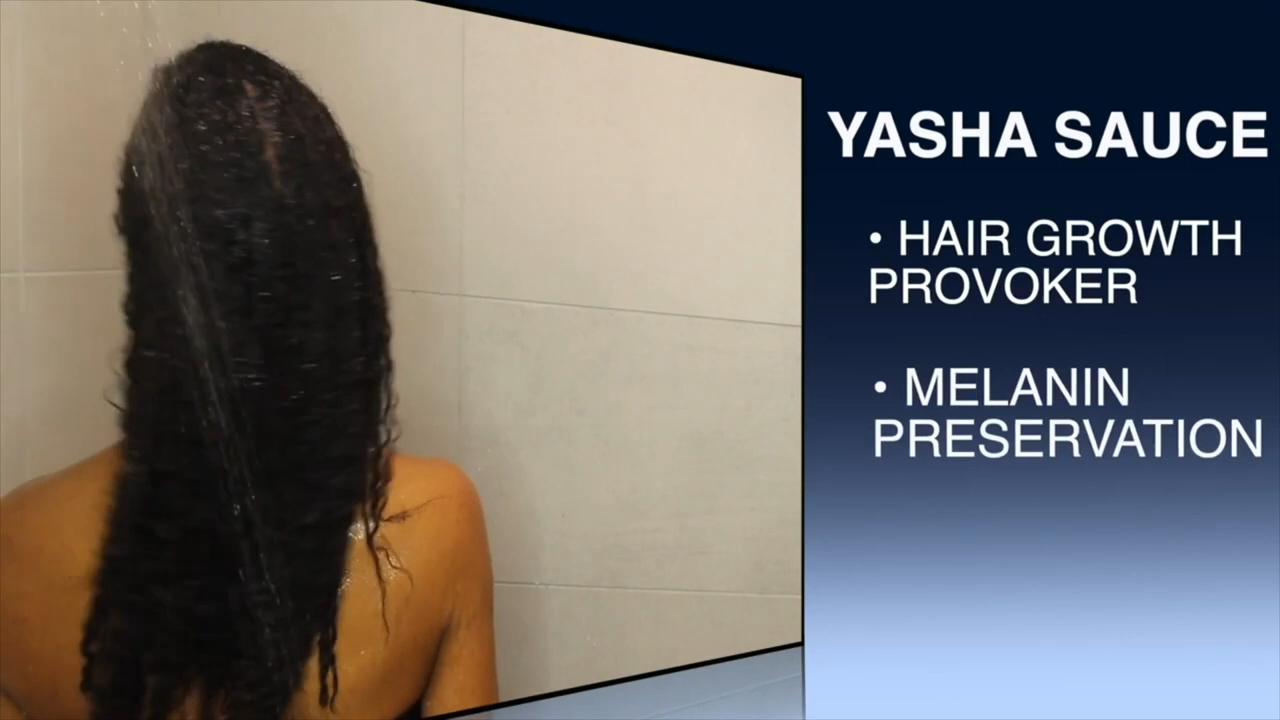 YASHA SAUCE
• HAIR GROWTH
PROVOKER
• MELANIN
PRESERVATION